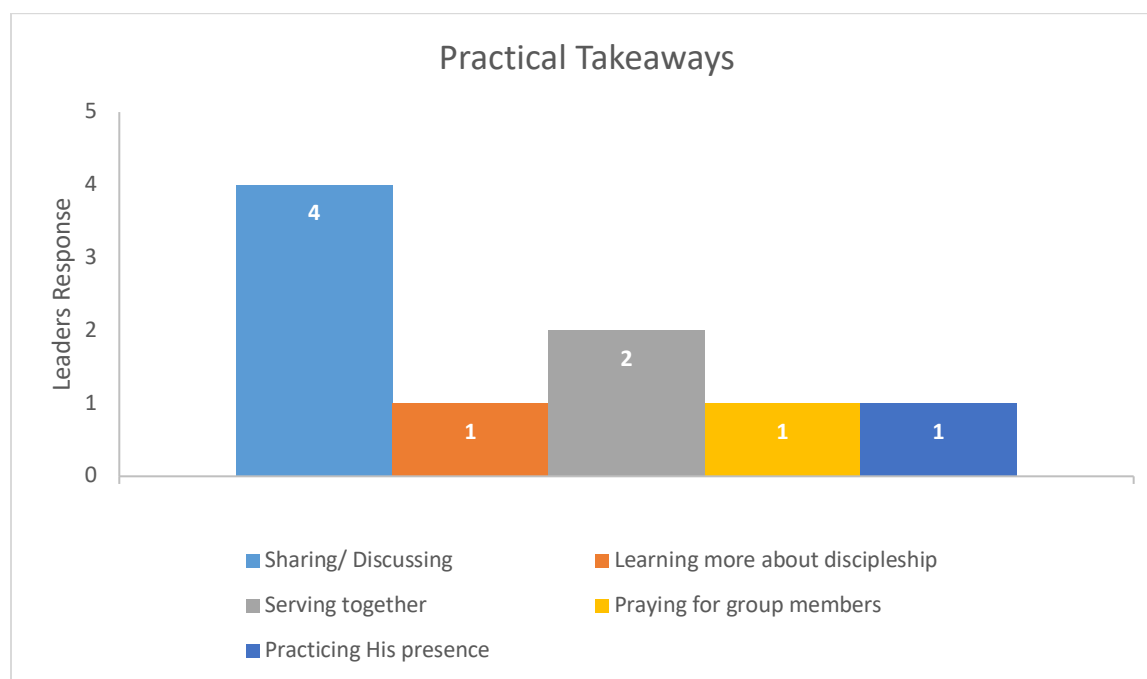 Practical Takeaways
5
4
3
2
1
0
Leaders Response
4
1
2
1
1
Sharing/ Discussing
Learning more about discipleship
Serving together
Praying for group members
Practicing His presence